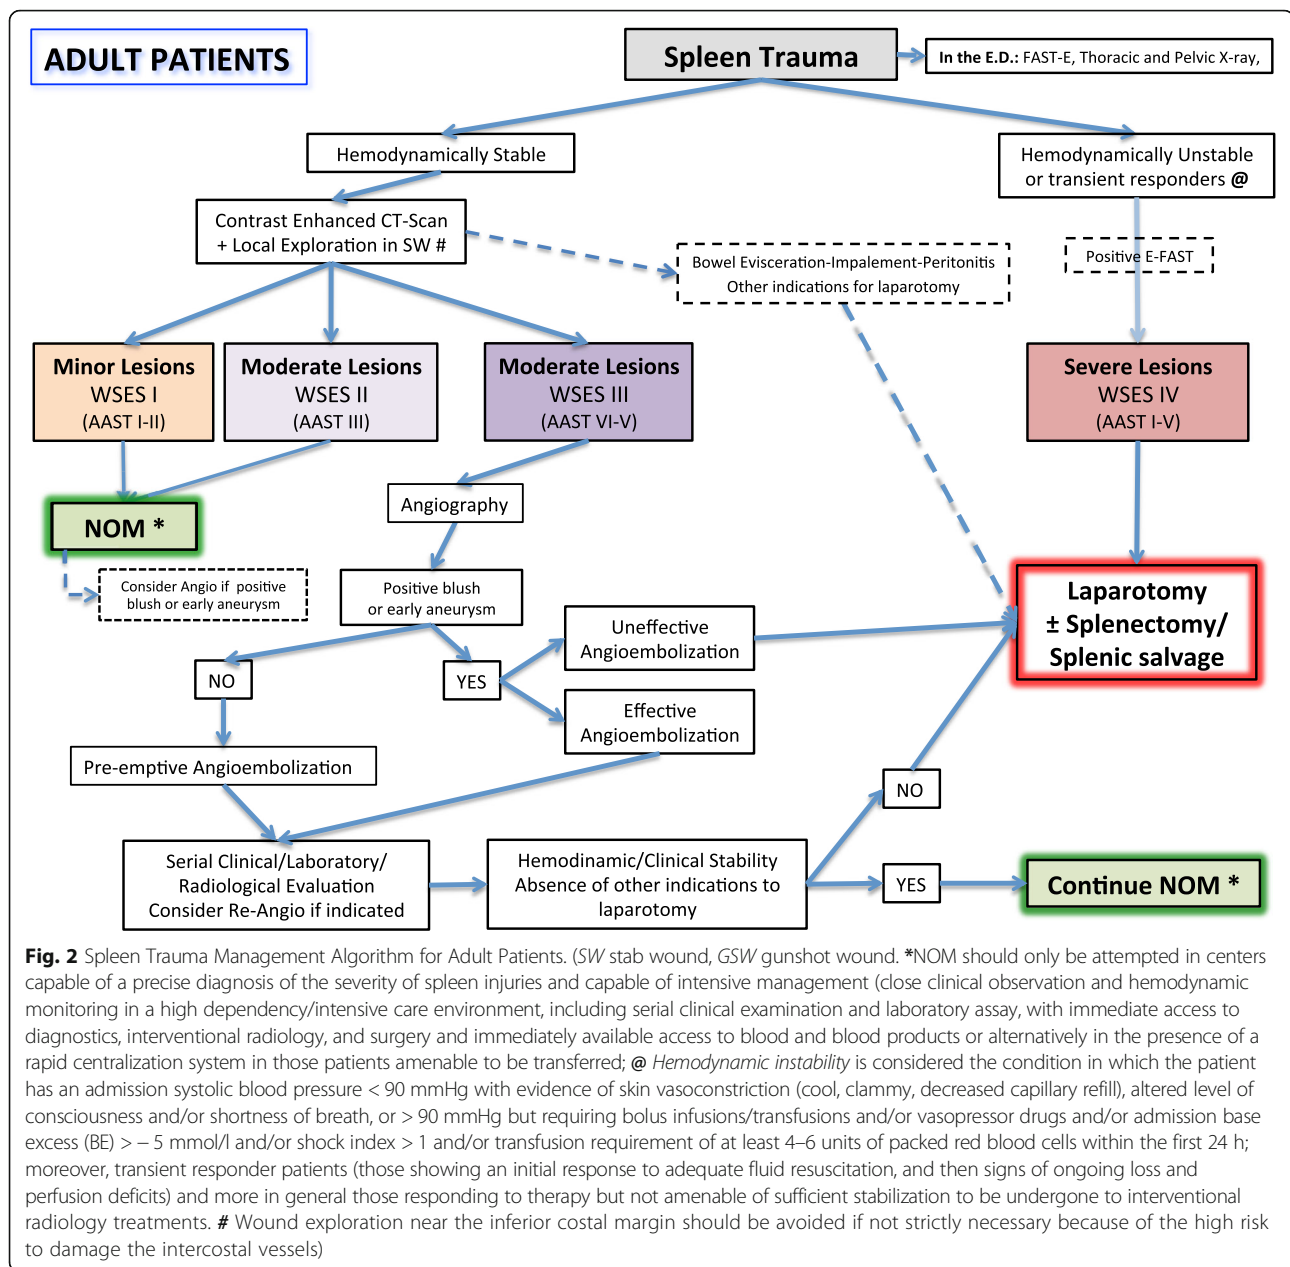 ADULT PATIENTS
Spleen Trauma
In the E.D.: FAST-E, Thoracic and Pelvic X-ray,
Hemodynamically Stable
Hemodynamically Unstable
or transient responders @
Contrast Enhanced CT-Scan
+ Local Exploration in SW #
Bowel Evisceration-Impalement-Peritonitis
Other indications for laparotomy
Positive E-FAST
Minor Lesions
WSES I
(AAST I-II)
Moderate Lesions
WSES II
(AAST III)
Moderate Lesions
WSES III
(AAST VI-V)
Severe Lesions
WSES IV
(AAST I-V)
NOM *
Angiography
Consider Angio if positive
blush or early aneurysm
Positive blush
or early aneurysm
Laparotomy
± Splenectomy/
Splenic salvage
Uneffective
Angioembolization
NO
YES
Effective
Angioembolization
Pre-emptive Angioembolization
NO
Serial Clinical/Laboratory/
Radiological Evaluation
Consider Re-Angio if indicated
Hemodinamic/Clinical Stability
Absence of other indications to
laparotomy
YES
Continue NOM *
Fig. 2 Spleen Trauma Management Algorithm for Adult Patients. (SW stab wound, GSW gunshot wound. *NOM should only be attempted in centers
capable of a precise diagnosis of the severity of spleen injuries and capable of intensive management (close clinical observation and hemodynamic
monitoring in a high dependency/intensive care environment, including serial clinical examination and laboratory assay, with immediate access to
diagnostics, interventional radiology, and surgery and immediately available access to blood and blood products or alternatively in the presence of a
rapid centralization system in those patients amenable to be transferred; @ Hemodynamic instability is considered the condition in which the patient
has an admission systolic blood pressure < 90 mmHg with evidence of skin vasoconstriction (cool, clammy, decreased capillary refill), altered level of
consciousness and/or shortness of breath, or > 90 mmHg but requiring bolus infusions/transfusions and/or vasopressor drugs and/or admission base
excess (BE) > − 5 mmol/l and/or shock index > 1 and/or transfusion requirement of at least 4–6 units of packed red blood cells within the first 24 h;
moreover, transient responder patients (those showing an initial response to adequate fluid resuscitation, and then signs of ongoing loss and
perfusion deficits) and more in general those responding to therapy but not amenable of sufficient stabilization to be undergone to interventional
radiology treatments. # Wound exploration near the inferior costal margin should be avoided if not strictly necessary because of the high risk
to damage the intercostal vessels)